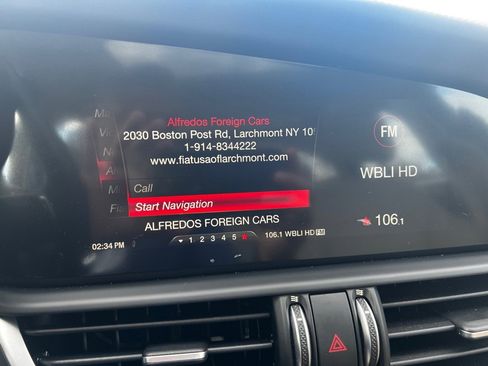 Alfredos Foreign Cars
2030 Boston Post Rd, Larchmont NY 10
1-914-8344222
www.fiatusaoflarchmont.com
Call
Start Navigation
ALFREDOS FOREIGN CARS
02:34 PM
1 2 3 4 5
106.1 WBLI HD FM
FM
WBLI HD
106.1